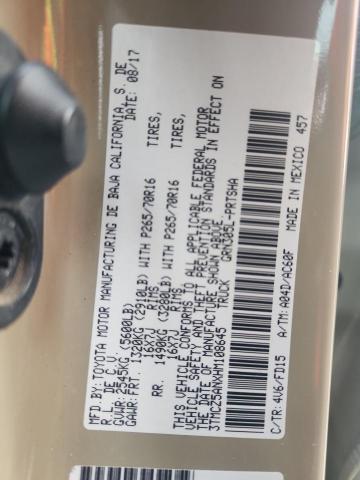 MFD. BY:TOYOTA MOTOR MANUFACTURING DE BAJA CALIFORNIA, S. DE
R.L. DE C.V. DATE: 08/17
GVWR: 2545KG (5600LB)
GAWR: FRT. 1320KG (2910LB) WITH P265/70R16 TIRES,
16X7J RIMS
RR. 1490KG (3280LB) WITH P265/70R16 TIRES,
16X7J RIMS
THIS VEHICLE CONFORMS TO ALL APPLICABLE FEDERAL MOTOR
VEHICLE SAFETY AND THEFT PREVENTION STANDARDS IN EFFECT ON
THE DATE OF MANUFACTURE SHOWN ABOVE.
3TMCZ5ANXHM108645 TRUCK GRN305L-PRTSHA
C/TR: 4V6/FD15 A/TM: A04D/AC60F MADE IN MEXICO 457